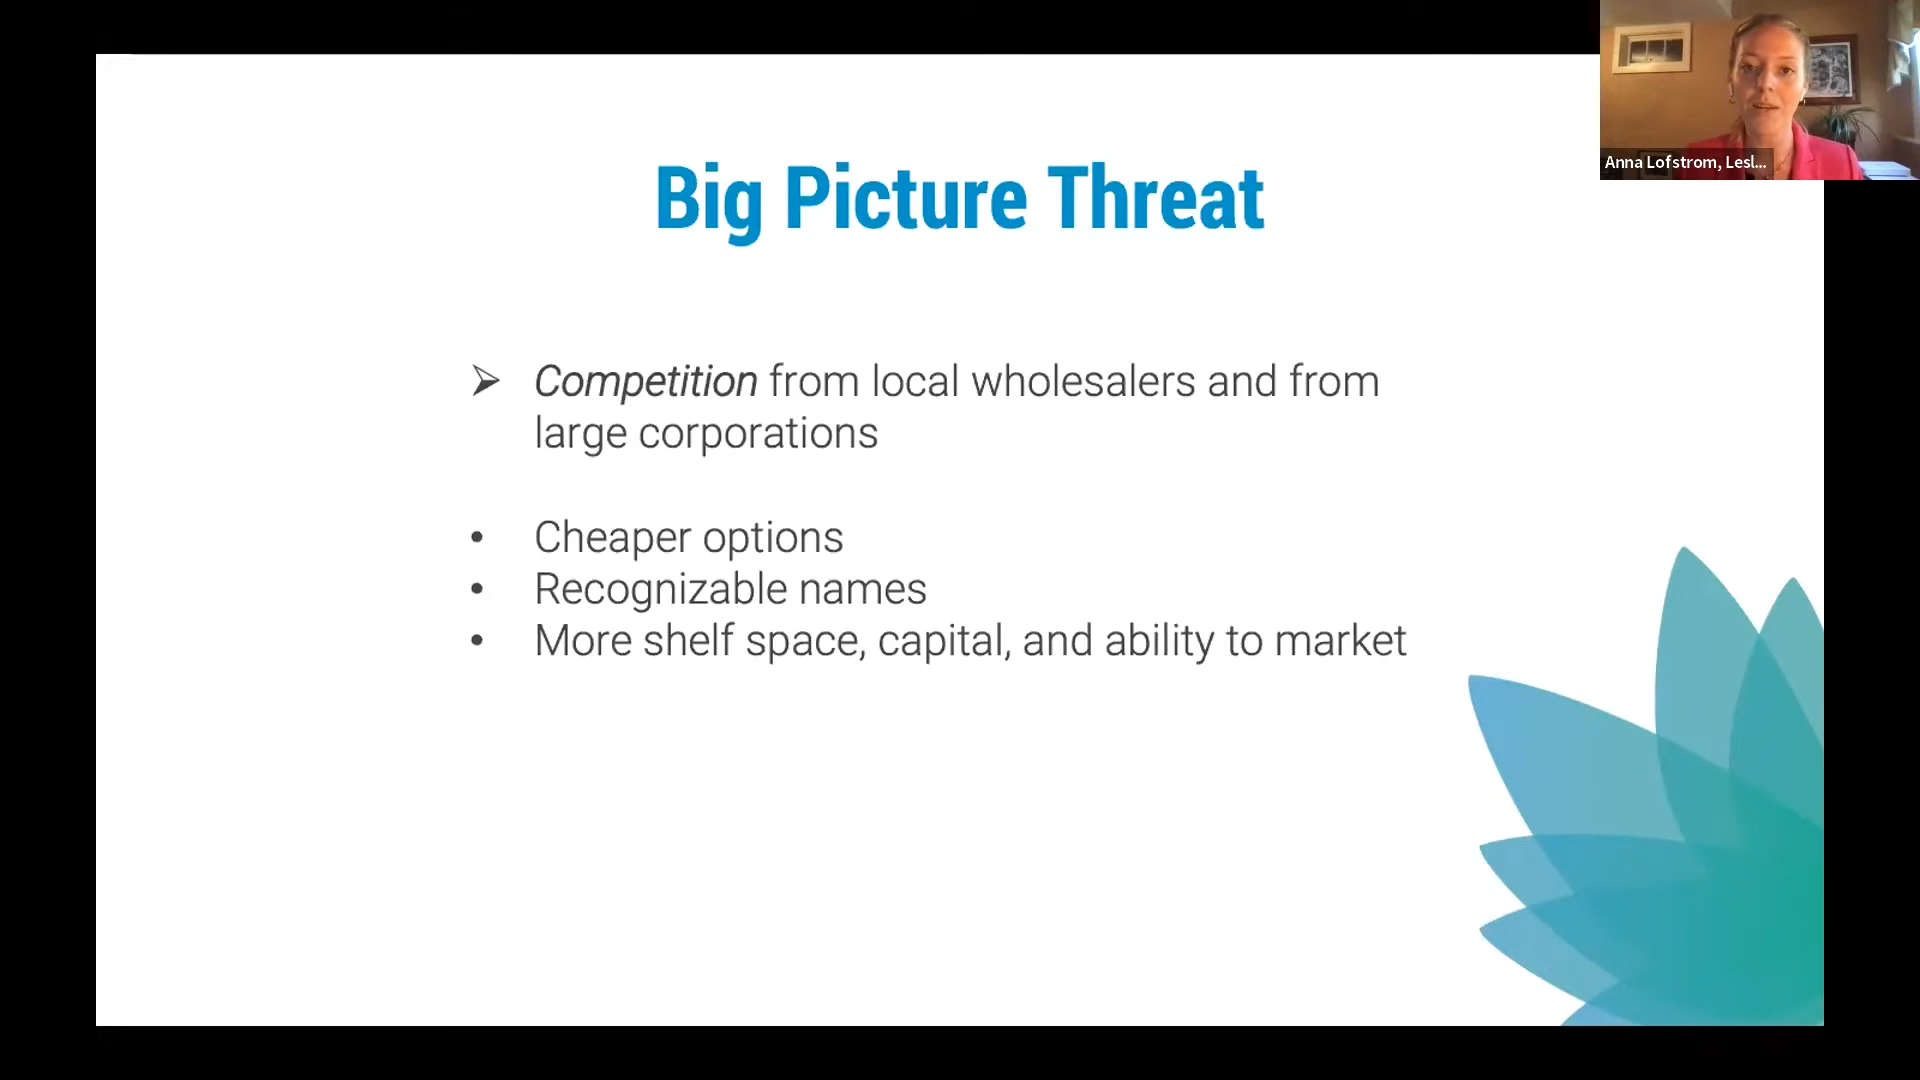 Anna Lofstrom, Lesl...
Big Picture Threat
➢ Competition from local wholesalers and from
large corporations
• Cheaper options
• Recognizable names
• More shelf space, capital, and ability to market